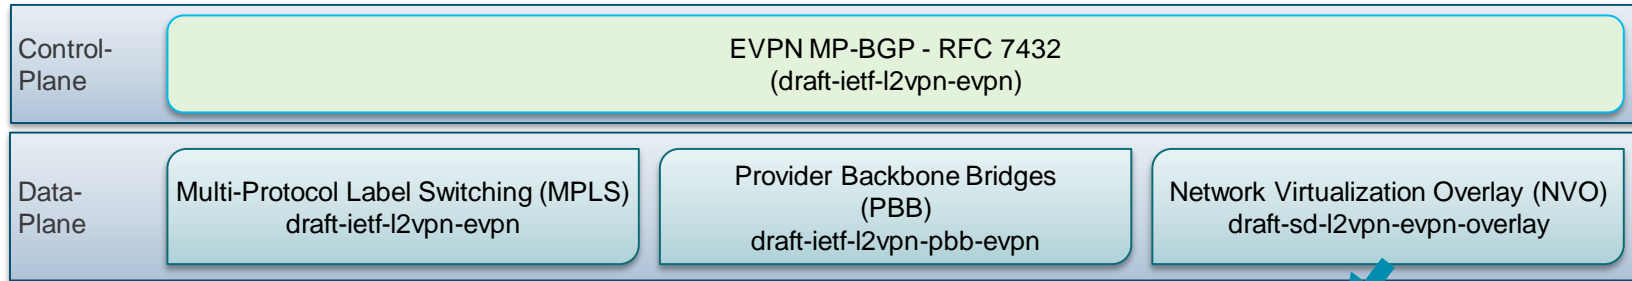 Control-
Plane
EVPN MP-BGP - RFC 7432
(draft-ietf-l2vpn-evpn)
Data-
Plane
Multi-Protocol Label Switching (MPLS)
draft-ietf-l2vpn-evpn
Provider Backbone Bridges
(PBB)
draft-ietf-l2vpn-pbb-evpn
Network Virtualization Overlay (NVO)
draft-sd-l2vpn-evpn-overlay